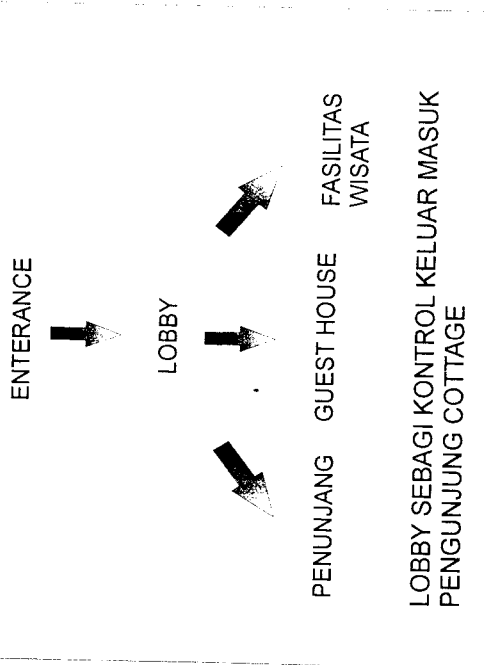 ENTERANCE
LOBBY
PENUNJANG
GUEST HOUSE
FASILITAS
WISATA
LOBBY SEBAGI KONTROL KELUAR MASUK
PENGUNJUNG COTTAGE